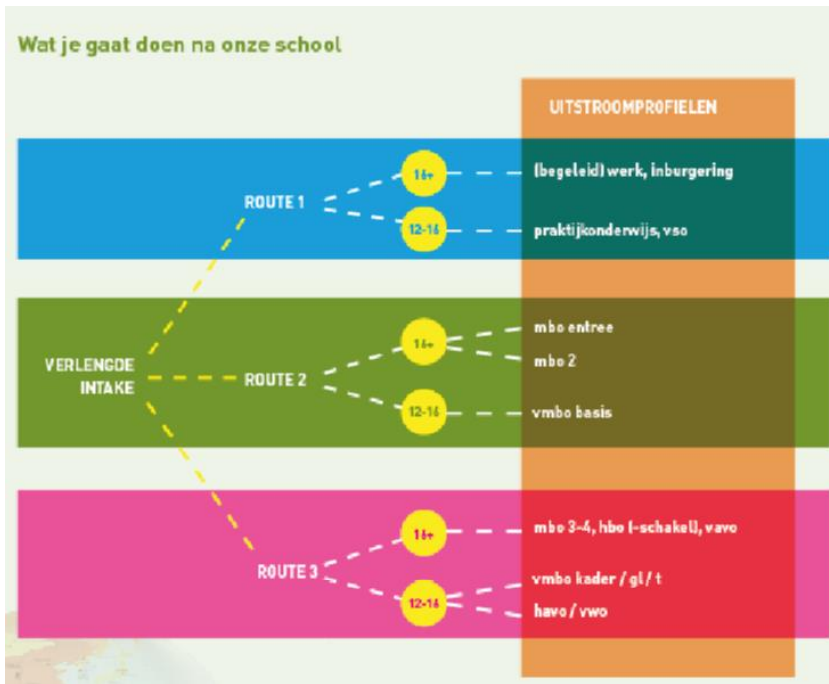 Wat je gaat doen na onze school
UITSTROOMPROFIELEN
16+
(begeleid) werk, inburgering
ROUTE 1
12-16
praktijkonderwijs, vso
VERLENGDE
INTAKE
16+
mbo entree
mbo 2
ROUTE 2
12-16
vmbo basis
16+
mbo 3-4, hbo (-schakel), vavo
ROUTE 3
12-16
vmbo kader / gl / t
havo / vwo